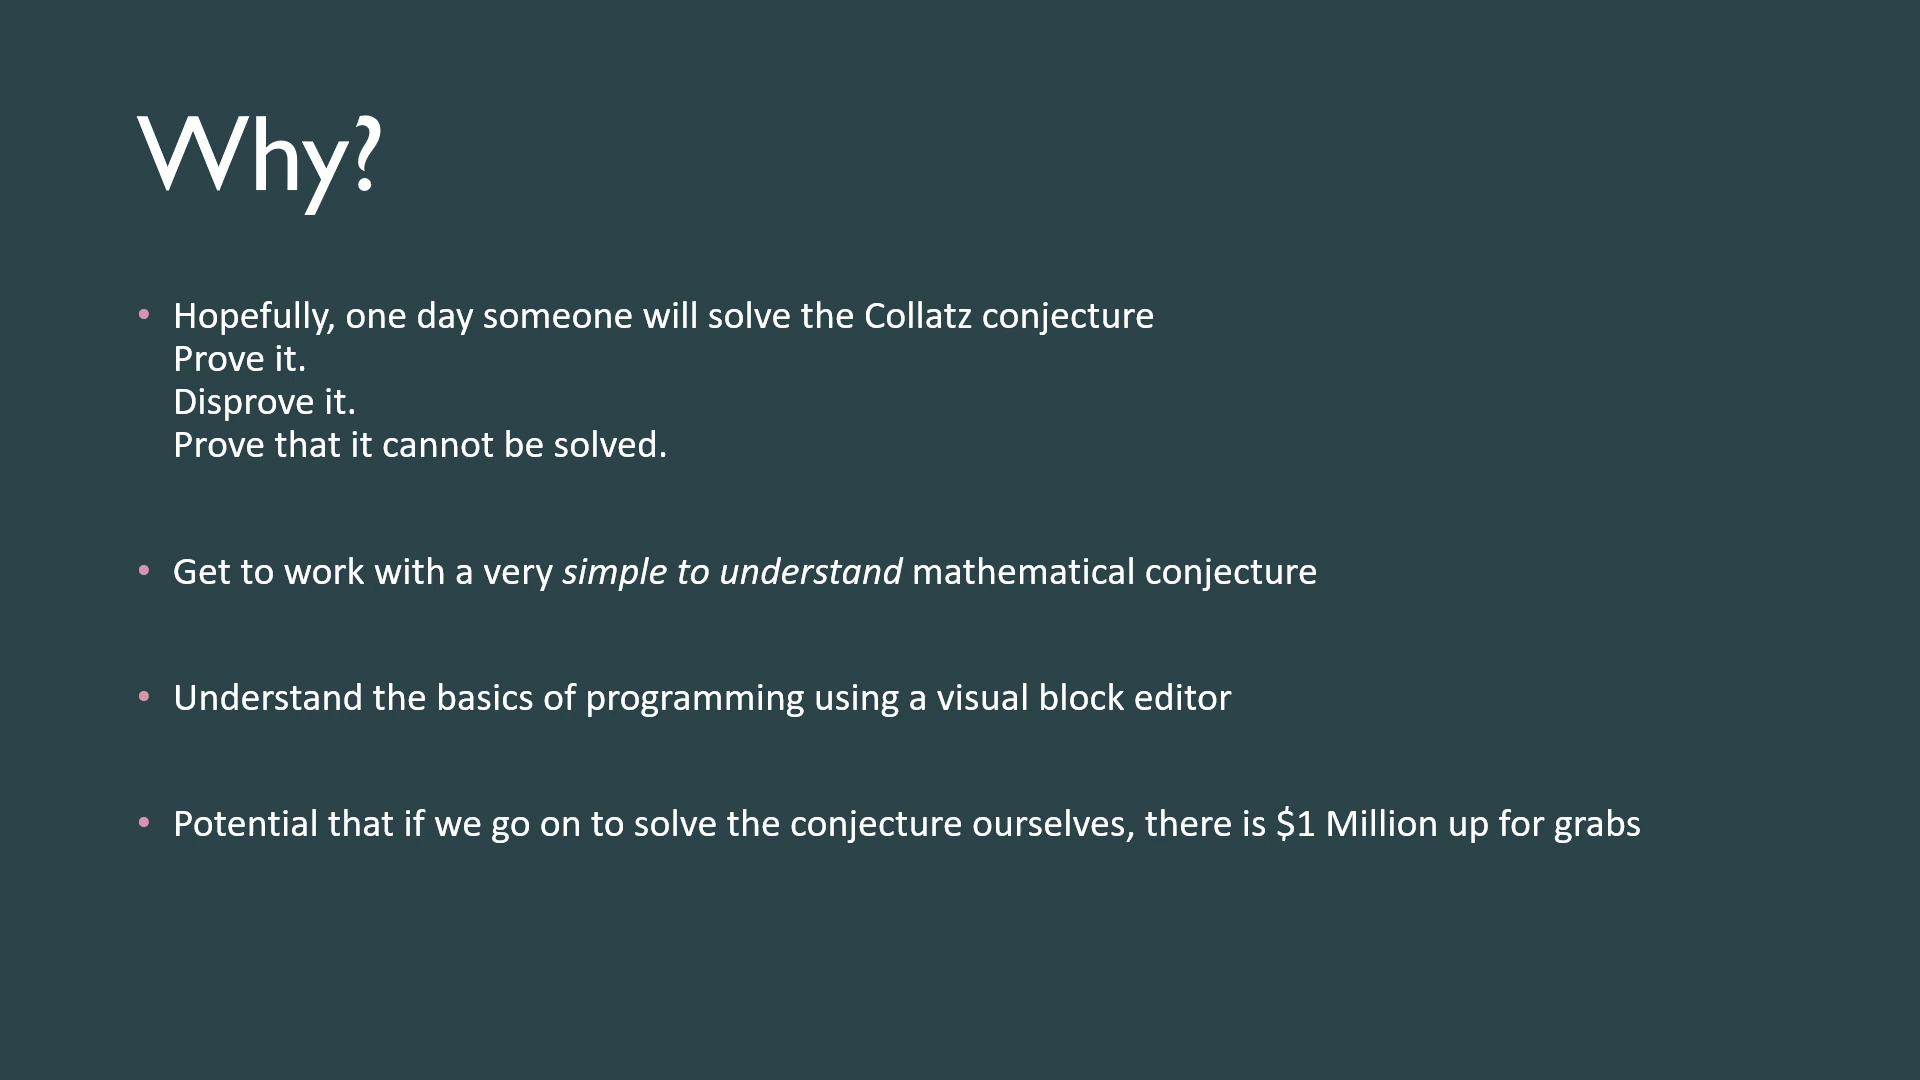 Why?
• Hopefully, one day someone will solve the Collatz conjecture
Prove it.
Disprove it.
Prove that it cannot be solved.
• Get to work with a very simple to understand mathematical conjecture
• Understand the basics of programming using a visual block editor
• Potential that if we go on to solve the conjecture ourselves, there is $1 Million up for grabs